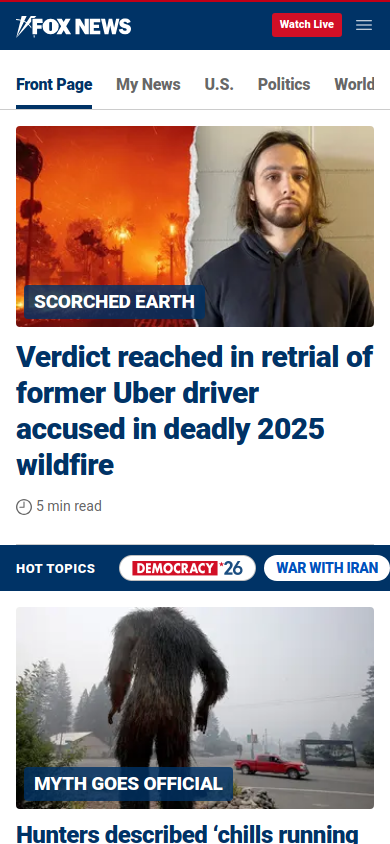 FOX NEWS
Watch Live
Front Page
My News
U.S.
Politics
World
SCORCHED EARTH
Verdict reached in retrial of
former Uber driver
accused in deadly 2025
wildfire
5 min read
HOT TOPICS
DEMOCRACY★26
WAR WITH IRAN
MYTH GOES OFFICIAL
Hunters described ‘chills running